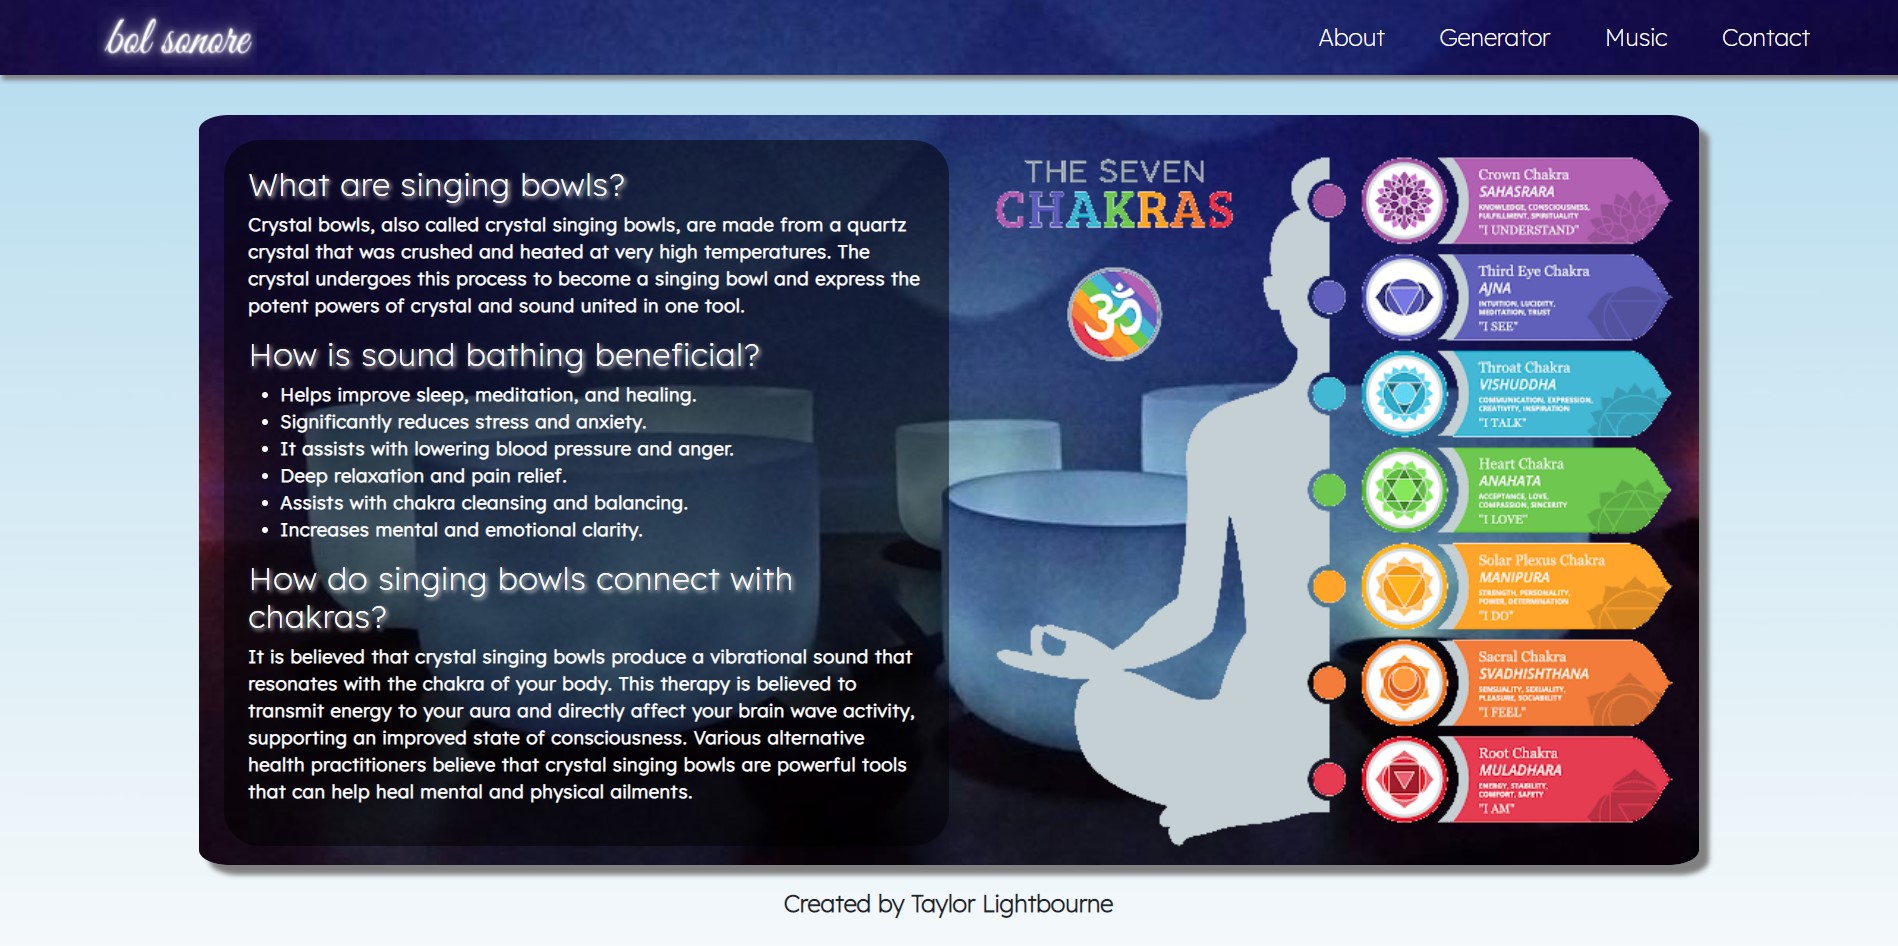 bol sonore
About
Generator
Music
Contact
What are singing bowls?
Crystal bowls, also called crystal singing bowls, are made from a quartz
crystal that was crushed and heated at very high temperatures. The
crystal undergoes this process to become a singing bowl and express the
potent powers of crystal and sound united in one tool.
How is sound bathing beneficial?
• Helps improve sleep, meditation, and healing.
• Significantly reduces stress and anxiety.
• It assists with lowering blood pressure and anger.
• Deep relaxation and pain relief.
• Assists with chakra cleansing and balancing.
• Increases mental and emotional clarity.
How do singing bowls connect with
chakras?
It is believed that crystal singing bowls produce a vibrational sound that
resonates with the chakra of your body. This therapy is believed to
transmit energy to your aura and directly affect your brain wave activity,
supporting an improved state of consciousness. Various alternative
health practitioners believe that crystal singing bowls are powerful tools
that can help heal mental and physical ailments.
THE SEVEN
CHAKRAS
ॐ
Crown Chakra
SAHASRARA
KNOWLEDGE, CONSCIOUSNESS,
FULFILLMENT, SPIRITUALITY
"I UNDERSTAND"
Third Eye Chakra
AJNA
INTUITION, LUCIDITY,
MEDITATION, TRUST
"I SEE"
Throat Chakra
VISHUDDHA
COMMUNICATION, EXPRESSION,
CREATIVITY, INSPIRATION
"I TALK"
Heart Chakra
ANAHATA
ACCEPTANCE, LOVE,
COMPASSION, SINCERITY
"I LOVE"
Solar Plexus Chakra
MANIPURA
STRENGTH, PERSONALITY,
POWER, DETERMINATION
"I DO"
Sacral Chakra
SVADHISHTHANA
SENSUALITY, SEXUALITY,
PLEASURE, SOCIABILITY
"I FEEL"
Root Chakra
MULADHARA
ENERGY, STABILITY,
COMFORT, SAFETY
"I AM"
Created by Taylor Lightbourne